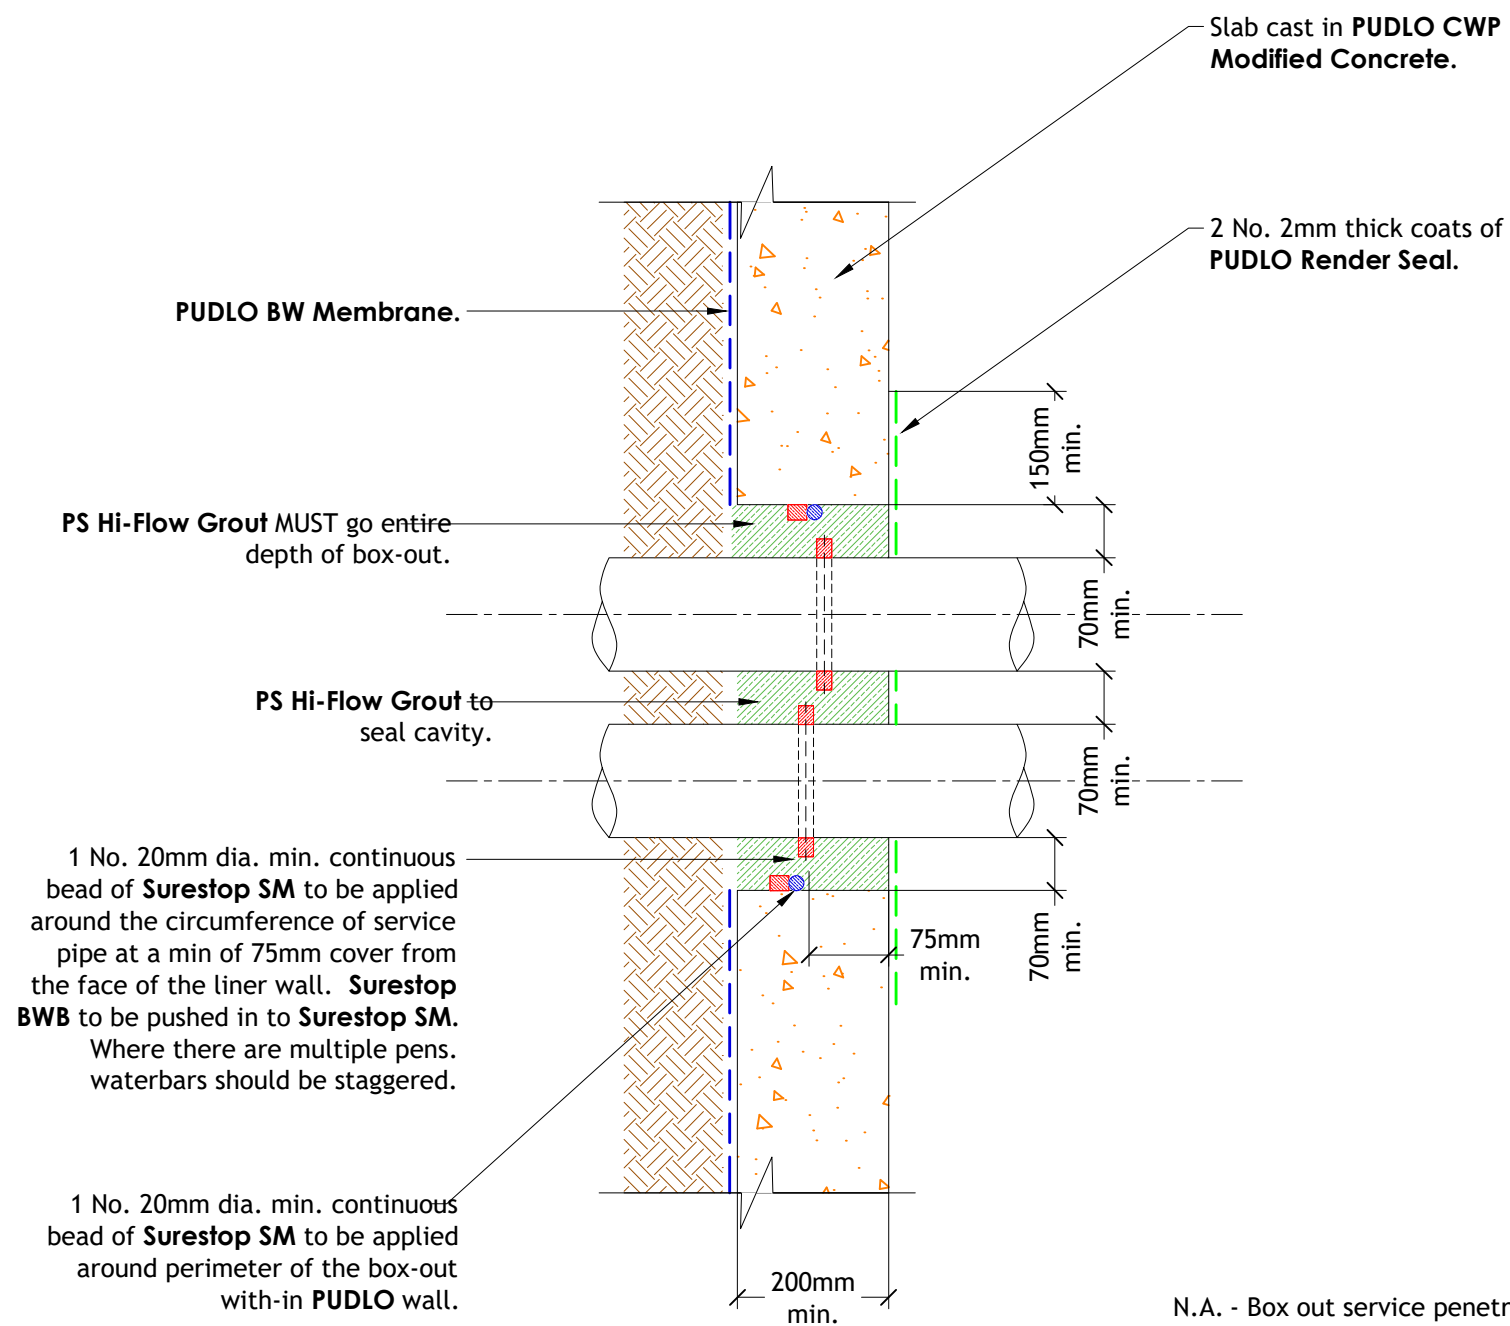 Slab cast in PUDLO CWP
Modified Concrete.
2 No. 2mm thick coats of
PUDLO Render Seal.
PUDLO BW Membrane.
150mm
min.
PS Hi-Flow Grout MUST go entire
depth of box-out.
70mm
min.
PS Hi-Flow Grout to
seal cavity.
70mm
min.
1 No. 20mm dia. min. continuous
bead of Surestop SM to be applied
around the circumference of service
pipe at a min of 75mm cover from
the face of the liner wall. Surestop
BWB to be pushed in to Surestop SM.
Where there are multiple pens.
waterbars should be staggered.
75mm
min.
70mm
min.
1 No. 20mm dia. min. continuous
bead of Surestop SM to be applied
around perimeter of the box-out
with-in PUDLO wall.
200mm
min.
N.A. - Box out service penetr